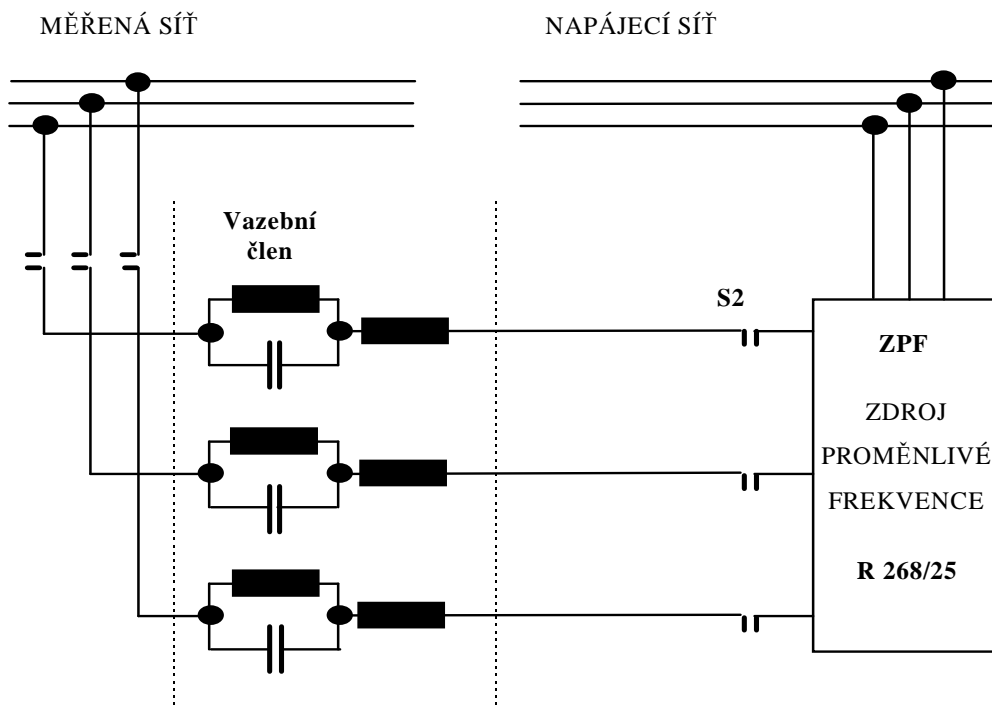 MĚŘENÁ SÍŤ
NAPÁJECÍ SÍŤ
Vazební
člen
S2
ZPF
ZDROJ
PROMĚNLIVÉ
FREKVENCE
R 268/25